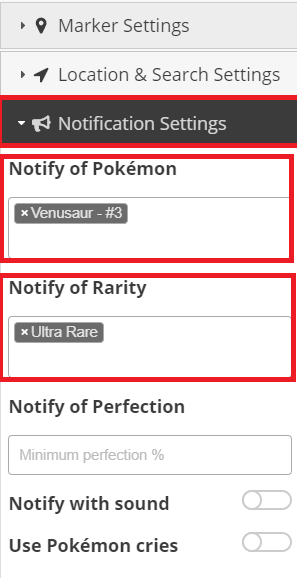 Marker Settings
Location & Search Settings
Notification Settings
Notify of Pokémon
× Venusaur - #3
Notify of Rarity
× Ultra Rare
Notify of Perfection
Minimum perfection %
Notify with sound
Use Pokémon cries